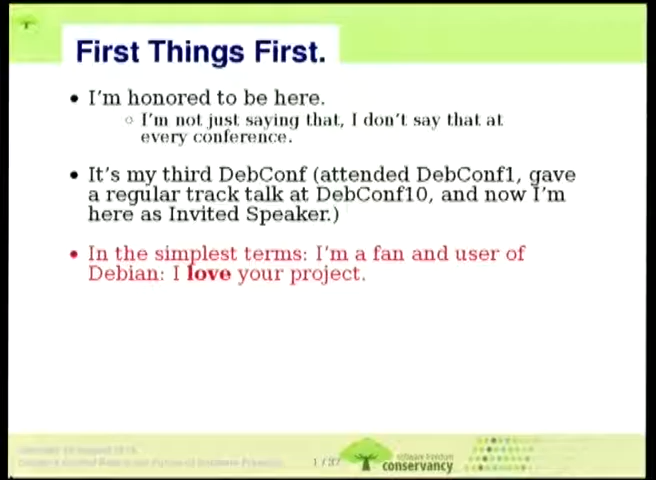 First Things First.
• I'm honored to be here.
◦ I'm not just saying that, I don't say that at
every conference.
• It's my third DebConf (attended DebConf1, gave
a regular track talk at DebConf10, and now I'm
here as Invited Speaker.)
• In the simplest terms: I'm a fan and user of
Debian: I love your project.
1 / 37
software freedom
conservancy